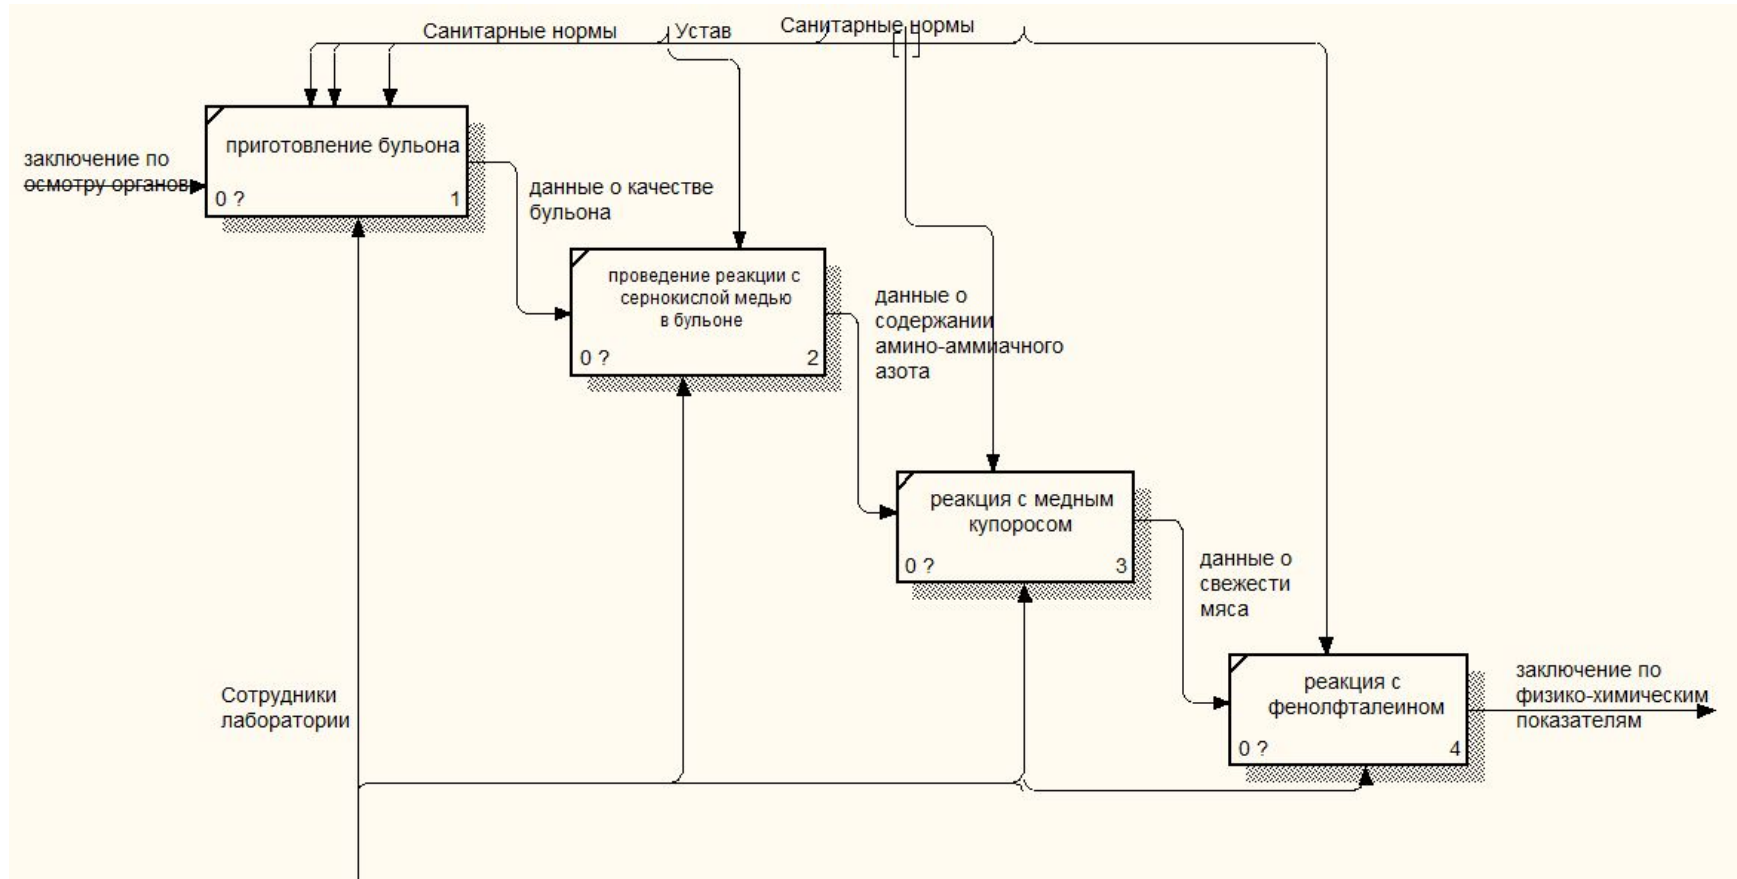 Санитарные нормы
Устав
Санитарные нормы
приготовление бульона
0 ?
1
заключение по
осмотру органов
данные о качестве
бульона
проведение реакции с
сернокислой медью
в бульоне
0 ?
2
данные о
содержании
амино-аммиачного
азота
реакция с медным
купоросом
0 ?
3
данные о
свежести
мяса
Сотрудники
лаборатории
реакция с
фенолфталеином
0 ?
4
заключение по
физико-химическим
показателям